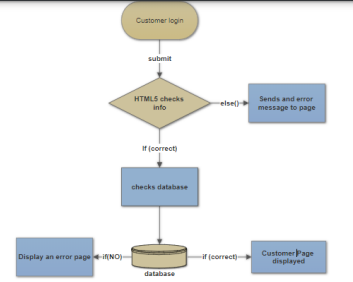 Customer login
submit
HTML5 checks
info
else()
Sends and error
message to page
If (correct)
checks database
Display an error page
if(NO)
if (correct)
Customer Page
displayed
database